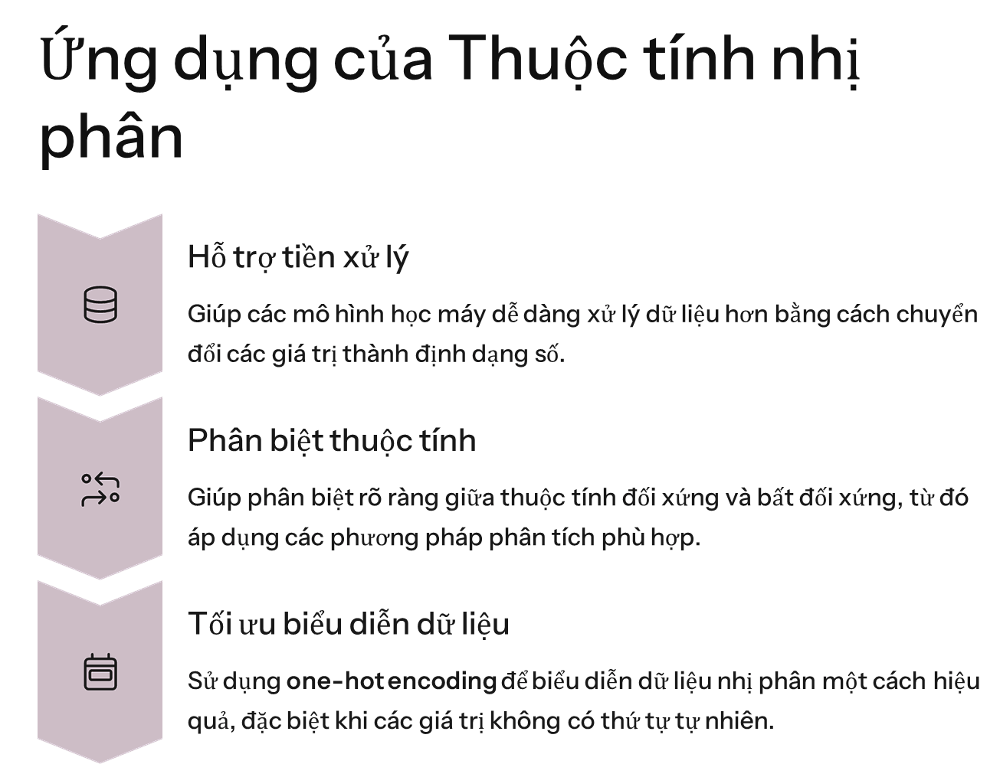 Ứng dụng của Thuộc tính nhị
phân
Hỗ trợ tiền xử lý
Giúp các mô hình học máy dễ dàng xử lý dữ liệu hơn bằng cách chuyển
đổi các giá trị thành định dạng số.
Phân biệt thuộc tính
Giúp phân biệt rõ ràng giữa thuộc tính đối xứng và bất đối xứng, từ đó
áp dụng các phương pháp phân tích phù hợp.
Tối ưu biểu diễn dữ liệu
Sử dụng one-hot encoding để biểu diễn dữ liệu nhị phân một cách hiệu
quả, đặc biệt khi các giá trị không có thứ tự tự nhiên.